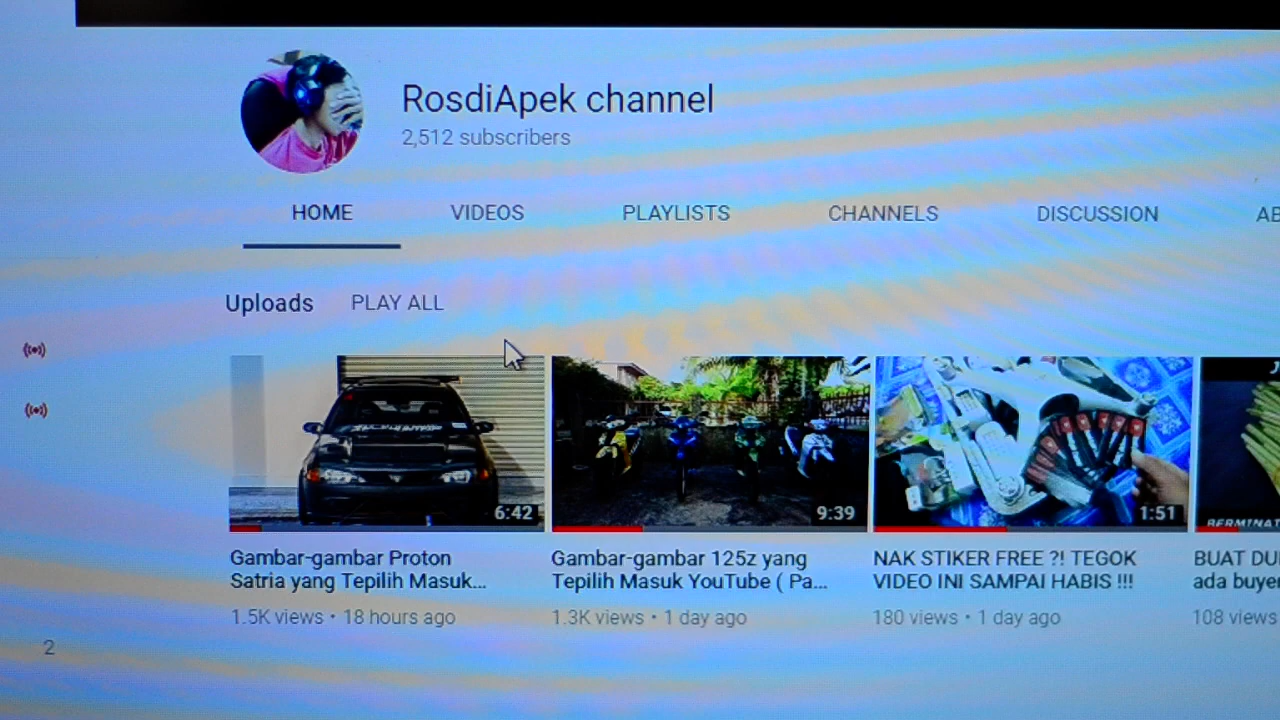 RosdiApek channel
2,512 subscribers
HOME VIDEOS PLAYLISTS CHANNELS DISCUSSION AB
Uploads PLAY ALL
6:42 9:39 1:51
BERMINAT
Gambar-gambar Proton
Satria yang Tepilih Masuk...
1.5K views • 18 hours ago
Gambar-gambar 125z yang
Tepilih Masuk YouTube ( Pa...
1.3K views • 1 day ago
NAK STIKER FREE ?! TEGOK
VIDEO INI SAMPAI HABIS !!!
180 views • 1 day ago
BUAT DU
ada buye
108 views
2